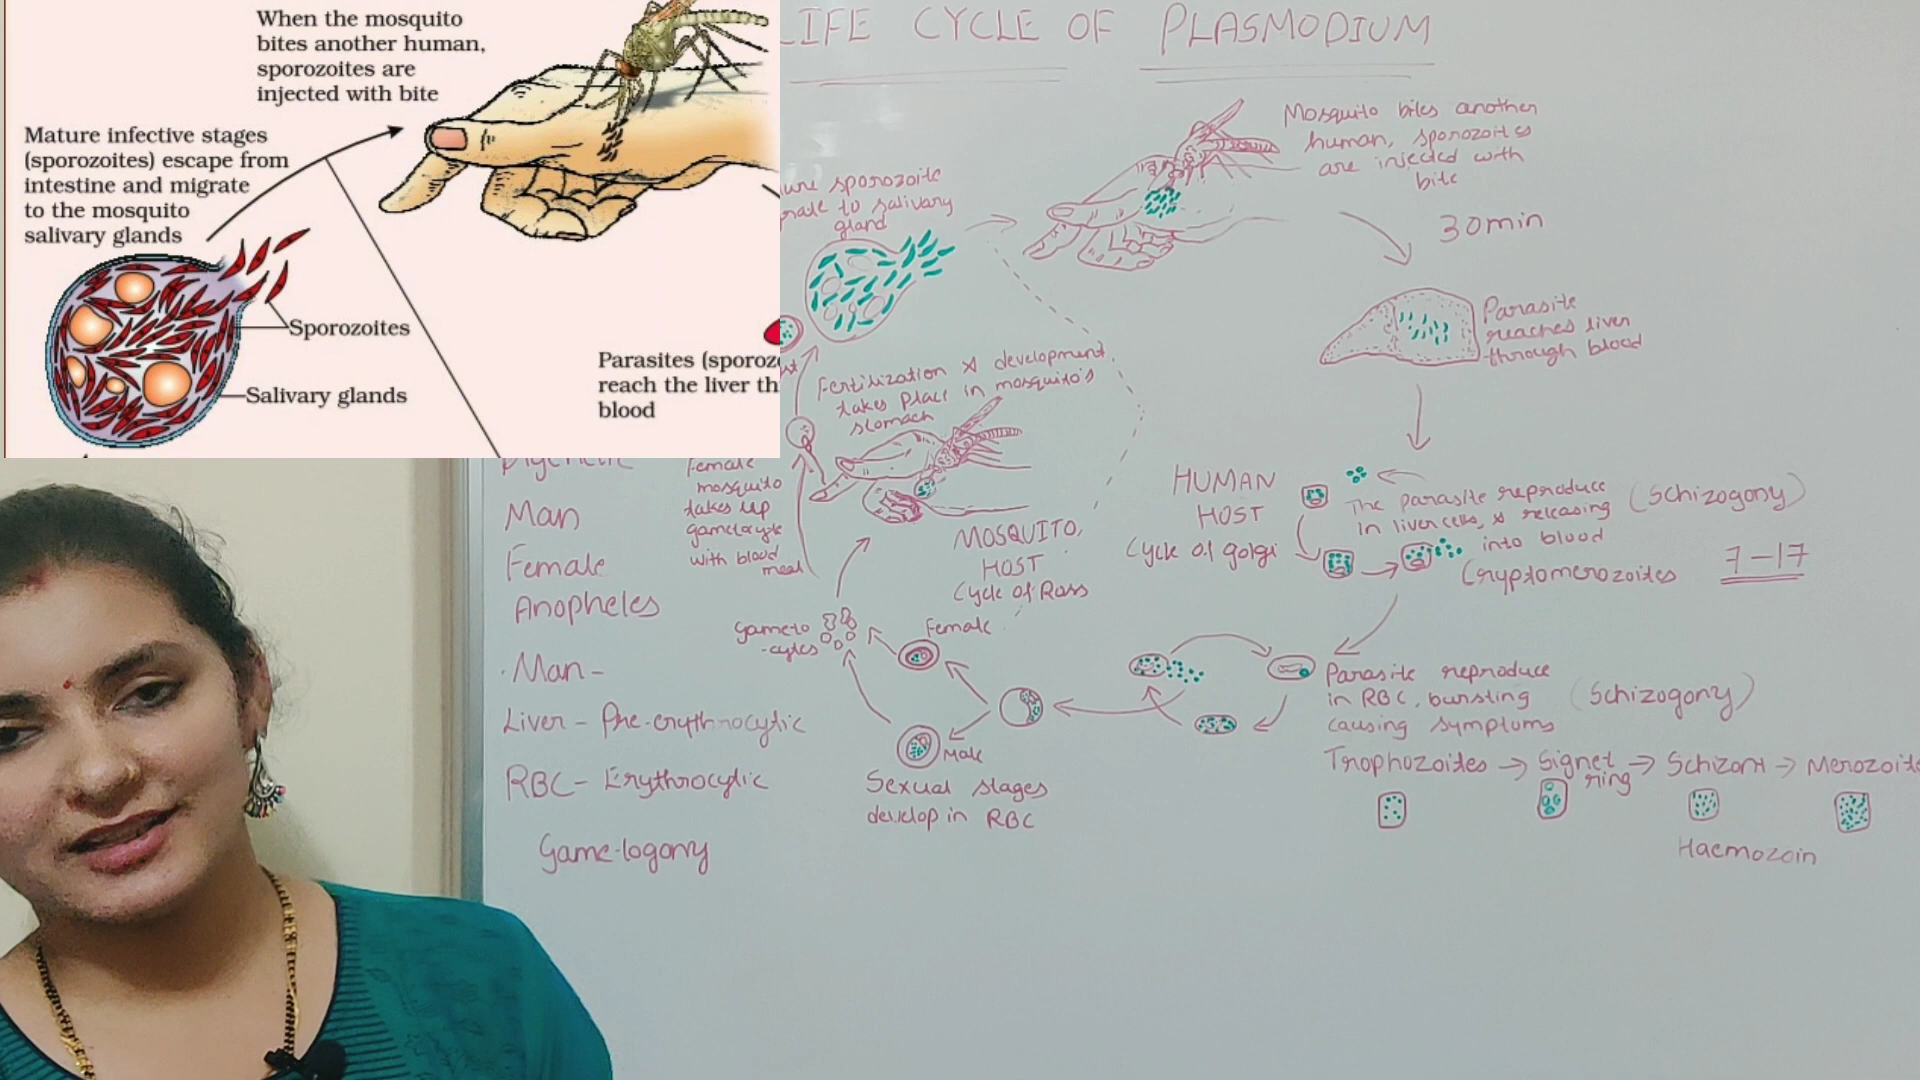 When the mosquito
bites another human,
sporozoites are
injected with bite
Mature infective stages
(sporozoites) escape from
intestine and migrate
to the mosquito
salivary glands
Sporozoites
Salivary glands
Parasites (sporozo
reach the liver th
blood
LIFE CYCLE OF PLASMODIUM
Mosquito bites another
human, sporozoites
are injected with
bite
30min
ure sporozoite
rate to salivary
gland
Parasite
reaches liver
through blood
Fertilization & development
takes place in mosquito's
stomach
st
Female
mosquito
takes up
gametocyte
with blood
meal
MOSQUITO
HOST
Cycle of Ross
HUMAN
HOST
Cycle of golgi
The parasite reproduce (Schizogony)
in liver cells, & releasing
into blood
Cryptomerozoites 7-17
Man
Female
Anopheles
Man-
Liver - Pre-erythrocytic
RBC- Erythrocytic
Game-togony
Gameto
-cytes
Female
Male
Sexual stages
develop in RBC
Parasite reproduce
in RBC, bursting (Schizogony)
causing symptoms
Trophozoites → Signet ring → Schizont → Merozoite
Haemozoin